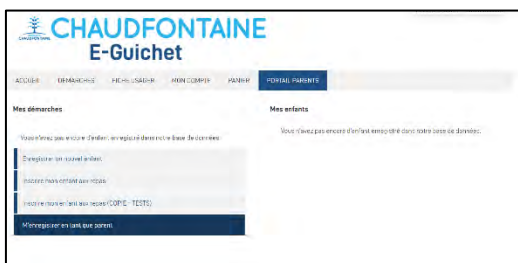 CHAUDFONTAINE
E-Guichet
ACCUEIL DÉMARCHES FICHE USAGER MON COMPTE PANIER PORTAIL PARENTS
Mes démarches
Mes enfants
Vous n'avez pas encore d'enfant enregistré dans notre base de données.
Vous n'avez pas encore d'enfant enregistré dans notre base de données.
Enregistrer un nouvel enfant
Inscrire mon enfant aux repas
Inscrire mon enfant aux repas (COPIE - TESTS)
M'enregistrer en tant que parent